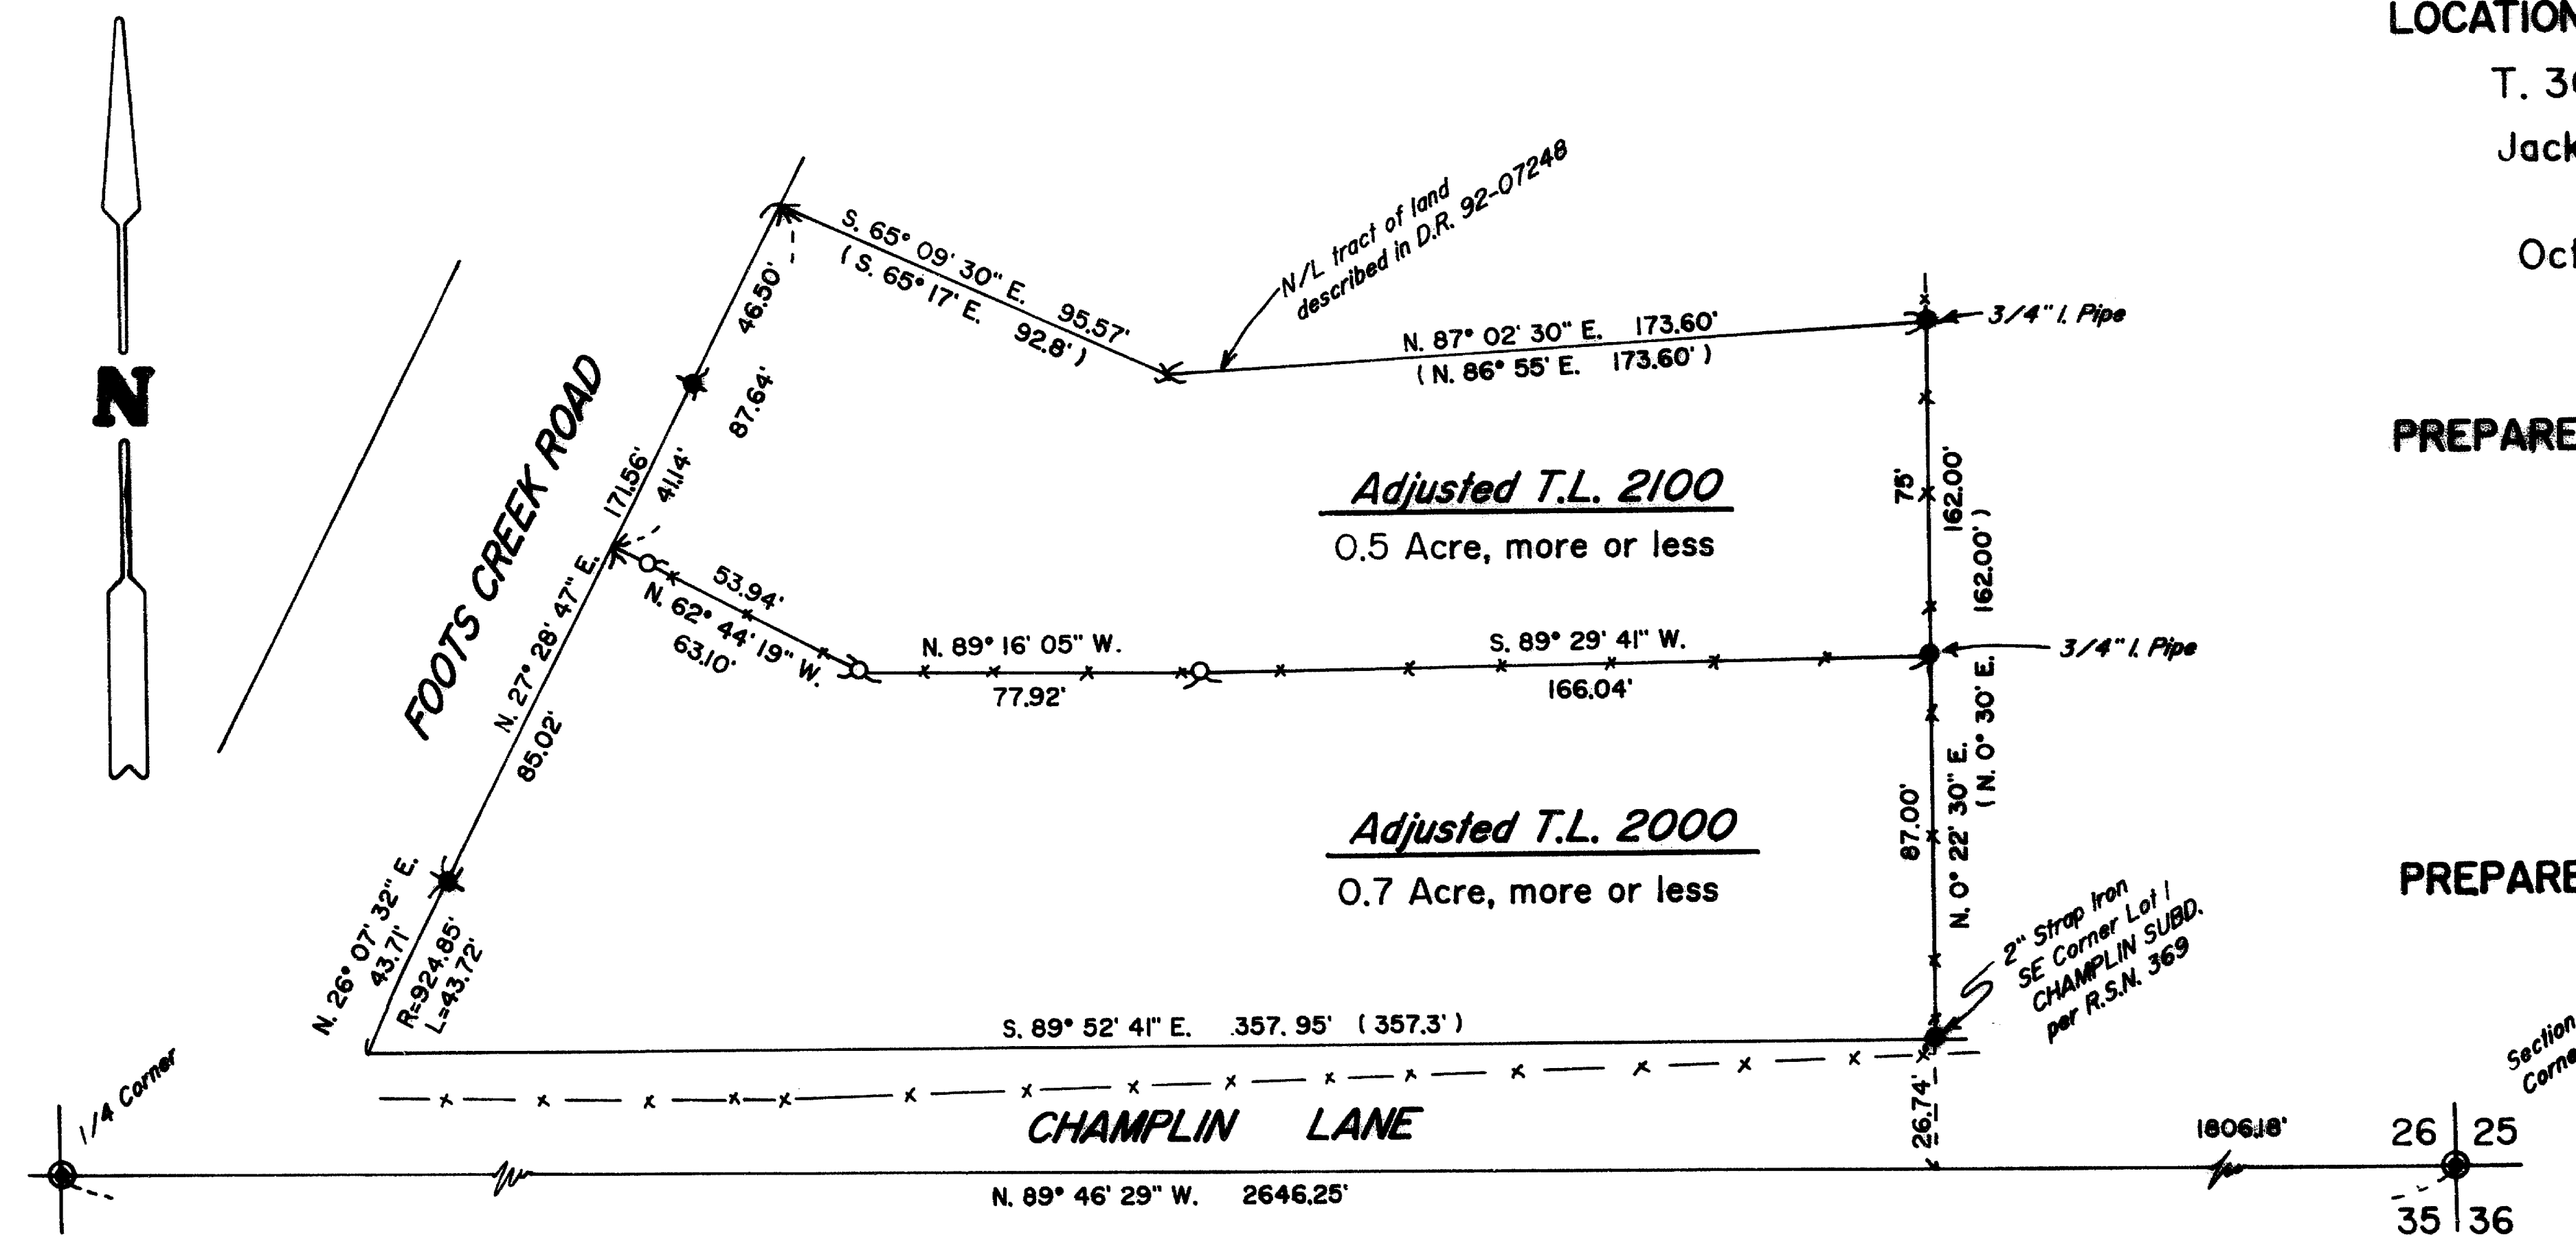 LOCATION
T. 3
Jack
Oct
PREPARE
PREPARE
N
FOOTS CREEK ROAD
S. 65° 09' 30" E. 95.57'
( S. 65° 17' E. 92.8' )
N/L tract of land
described in D.R. 92-07248
N. 87° 02' 30" E. 173.60'
( N. 86° 55' E. 173.60' )
3/4" I. Pipe
46.50'
87.64'
171.56'
41.14'
N. 27° 28' 47" E.
85.02'
Adjusted T.L. 2100
0.5 Acre, more or less
75'
162.00'
53.94'
N. 62° 44' 19" W.
63.10'
N. 89° 16' 05" W.
77.92'
S. 89° 29' 41" W.
166.04'
3/4" I. Pipe
Adjusted T.L. 2000
0.7 Acre, more or less
87.00'
N. 0° 22' 30" E.
( N. 0° 30' E. 162.00' )
2" Strap Iron
SE Corner Lot 1
CHAMPLIN SUBD.
per R.S.N. 369
N. 26° 07' 32" E.
43.71'
R=924.85'
L=43.72'
S. 89° 52' 41" E. 357.95' ( 357.3' )
1/4 Corner
CHAMPLIN LANE
26.74'
1806.18'
Section
Corne
26 25
35 36
N. 89° 46' 29" W. 2646.25'